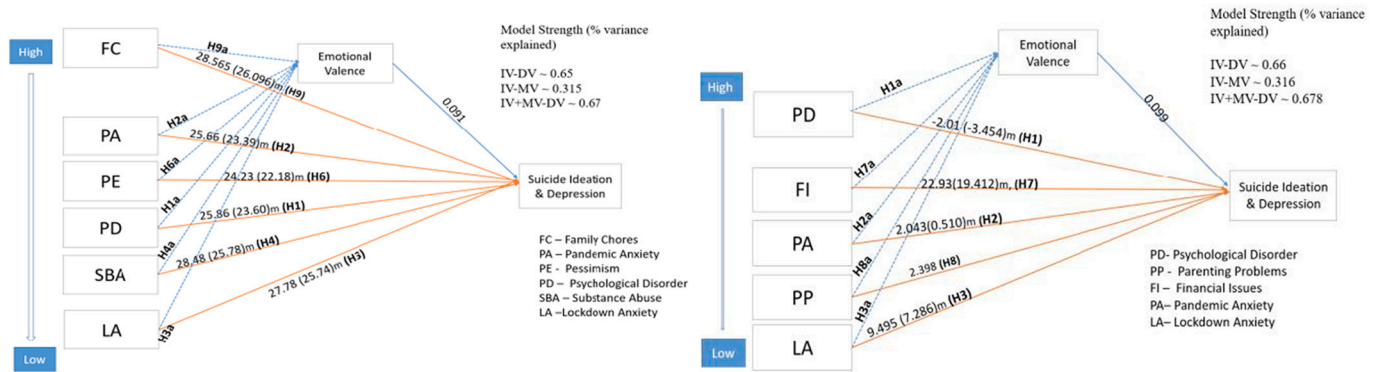 High
Low
FC
PA
PE
PD
SBA
LA
Emotional
Valence
Suicide Ideation
& Depression
H9a
28.565 (26.096)m (H9)
H2a
25.66 (23.39)m (H2)
H6a
24.23 (22.18)m (H6)
H1a
25.86 (23.60)m (H1)
H4a
28.48 (25.78)m (H4)
H3a
27.78 (25.74)m (H3)
0.091
Model Strength (% variance
explained)
IV-DV ~ 0.65
IV-MV ~ 0.315
IV+MV-DV ~ 0.67
FC – Family Chores
PA – Pandemic Anxiety
PE - Pessimism
PD – Psychological Disorder
SBA – Substance Abuse
LA –Lockdown Anxiety
High
Low
PD
FI
PA
PP
LA
Emotional
Valence
Suicide Ideation
& Depression
H1a
-2.01 (-3.454)m (H1)
H7a
22.93(19.412)m, (H7)
H2a
2.043(0.510)m (H2)
H8a
2.398 (H8)
H3a
9.495 (7.286)m (H3)
0.099
Model Strength (% variance
explained)
IV-DV ~ 0.66
IV-MV ~ 0.316
IV+MV-DV ~ 0.678
PD- Psychological Disorder
PP - Parenting Problems
FI – Financial Issues
PA– Pandemic Anxiety
LA– Lockdown Anxiety